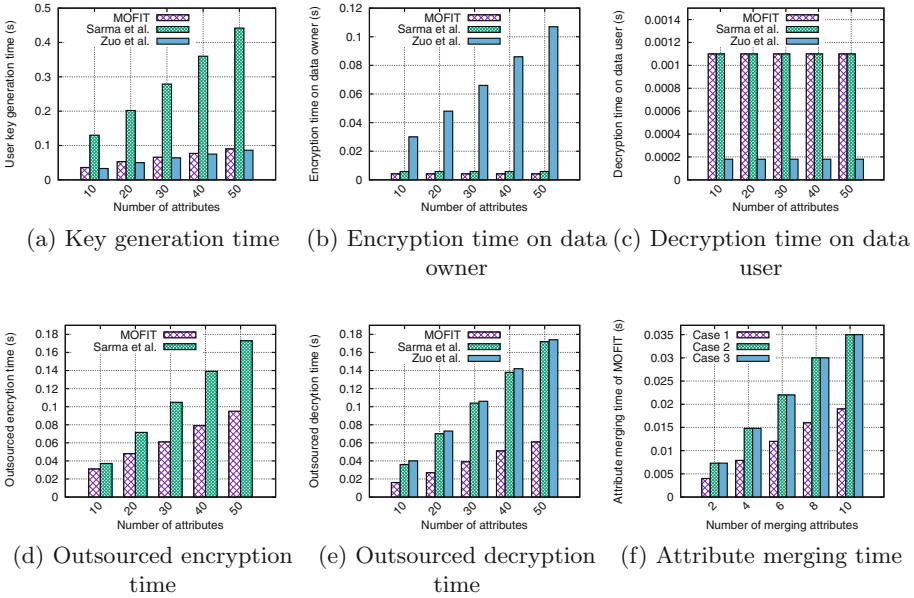 MOFIT
Sarma et al.
Zuo et al.
User key generation time (s)
0.5
0.4
0.3
0.2
0.1
0
10
20
30
40
50
Number of attributes
(a) Key generation time
MOFIT
Sarma et al.
Zuo et al.
Encryption time on data owner (s)
0.12
0.1
0.08
0.06
0.04
0.02
0
10
20
30
40
50
Number of attributes
(b) Encryption time on data
owner
MOFIT
Sarma et al.
Zuo et al.
Decryption time on data user (s)
0.0014
0.0012
0.001
0.0008
0.0006
0.0004
0.0002
0
10
20
30
40
50
Number of attributes
(c) Decryption time on data
user
MOFIT
Sarma et al.
Outsourced encrytion time (s)
0.18
0.16
0.14
0.12
0.1
0.08
0.06
0.04
0.02
0
10
20
30
40
50
Number of attributes
(d) Outsourced encryption
time
MOFIT
Sarma et al.
Zuo et al.
Outsourced decrytion time (s)
0.18
0.16
0.14
0.12
0.1
0.08
0.06
0.04
0.02
0
10
20
30
40
50
Number of attributes
(e) Outsourced decryption
time
Case 1
Case 2
Case 3
Attribute merging time of MOFIT (s)
0.035
0.03
0.025
0.02
0.015
0.01
0.005
0
2
4
6
8
10
Number of merging attributes
(f) Attribute merging time